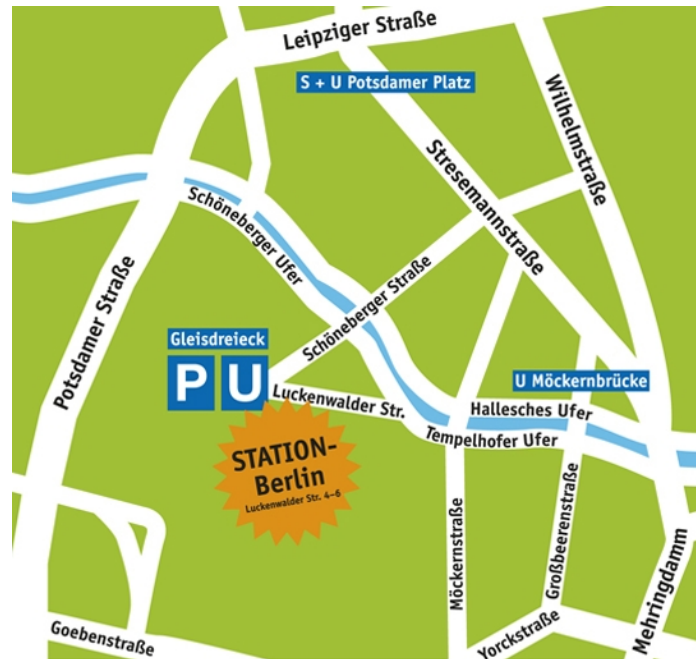 Leipziger Straße
S + U Potsdamer Platz
Wilhelmstraße
Stresemannstraße
Schöneberger Ufer
Schöneberger Straße
Potsdamer Straße
Gleisdreieck
P U
U Möckernbrücke
Luckenwalder Str.
Hallesches Ufer
Tempelhofer Ufer
STATION-
Berlin
Luckenwalder Str. 4–6
Möckernstraße
Großbeerenstraße
Mehringdamm
Goebenstraße
Yorckstraße